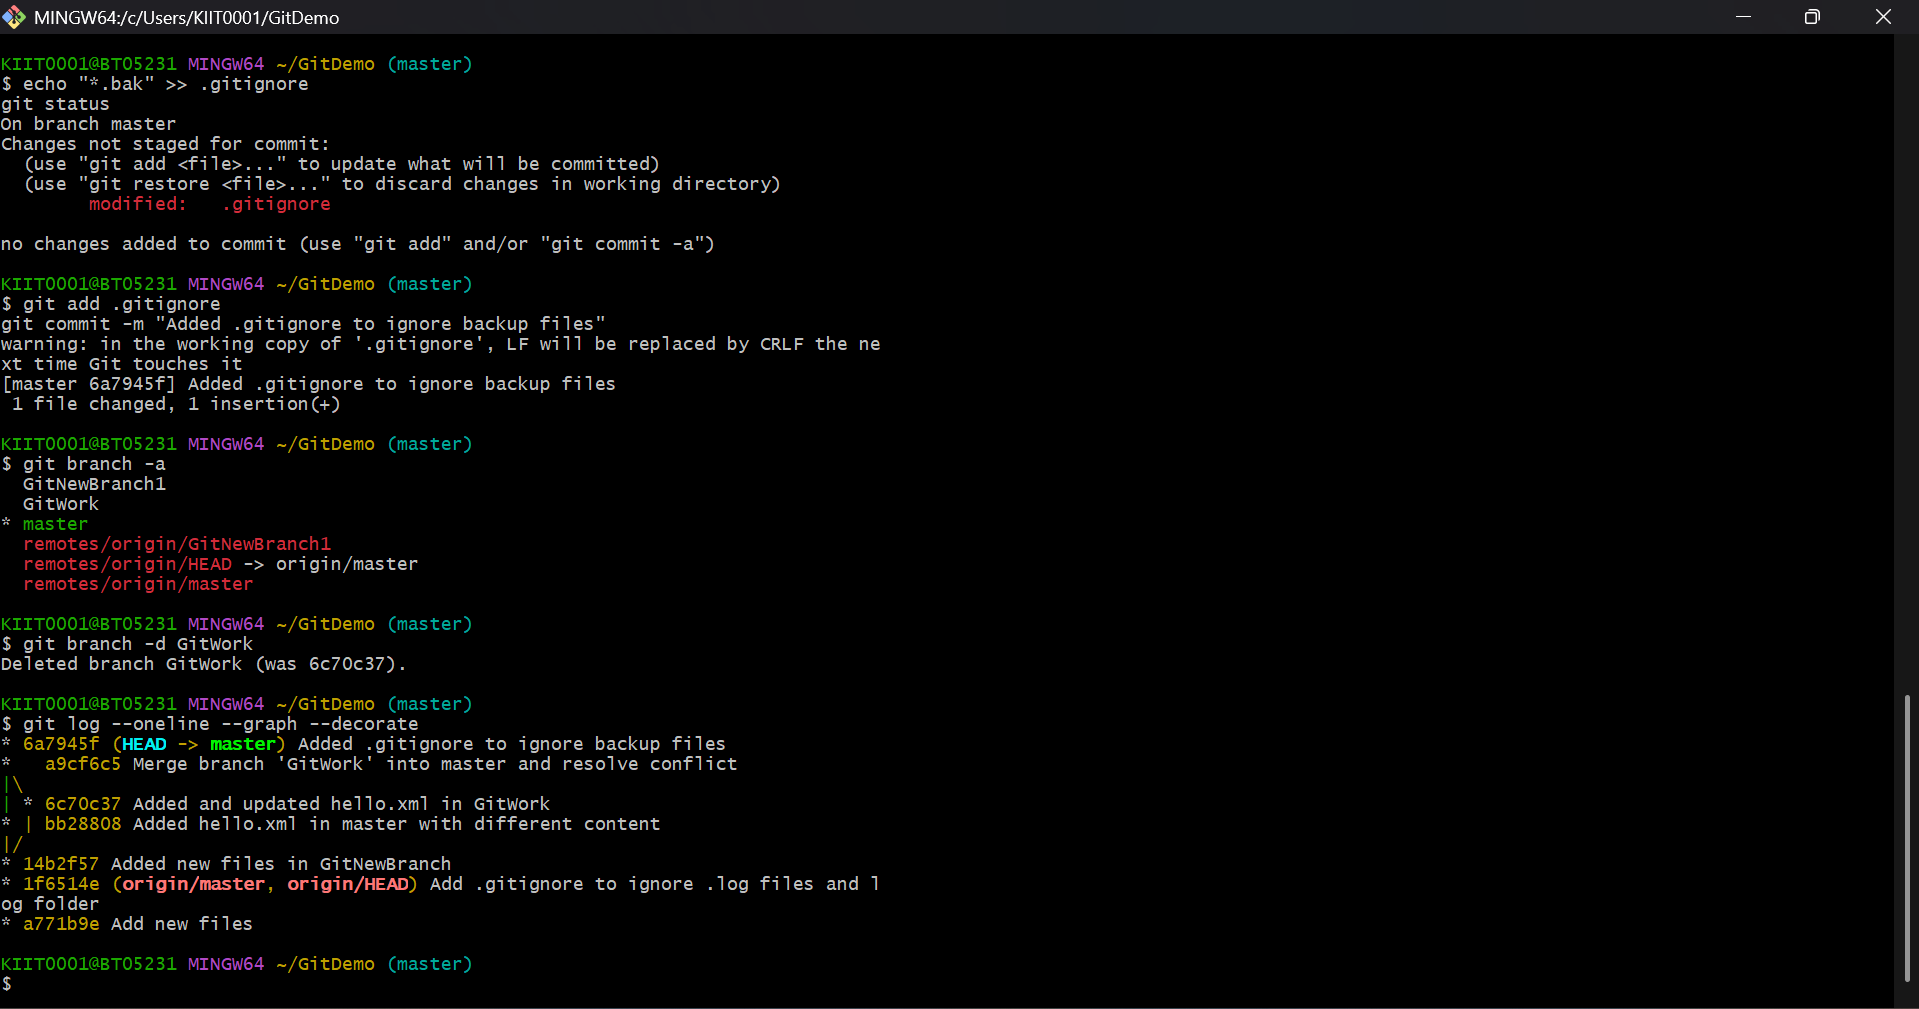 MINGW64:/c/Users/KIIT0001/GitDemo
KIIT0001@BT05231 MINGW64 ~/GitDemo (master)
$ echo "*.bak" >> .gitignore
git status
On branch master
Changes not staged for commit:
  (use "git add <file>..." to update what will be committed)
  (use "git restore <file>..." to discard changes in working directory)
        modified:   .gitignore
no changes added to commit (use "git add" and/or "git commit -a")
KIIT0001@BT05231 MINGW64 ~/GitDemo (master)
$ git add .gitignore
git commit -m "Added .gitignore to ignore backup files"
warning: in the working copy of '.gitignore', LF will be replaced by CRLF the ne
xt time Git touches it
[master 6a7945f] Added .gitignore to ignore backup files
 1 file changed, 1 insertion(+)
KIIT0001@BT05231 MINGW64 ~/GitDemo (master)
$ git branch -a
  GitNewBranch1
  GitWork
* master
  remotes/origin/GitNewBranch1
  remotes/origin/HEAD -> origin/master
  remotes/origin/master
KIIT0001@BT05231 MINGW64 ~/GitDemo (master)
$ git branch -d GitWork
Deleted branch GitWork (was 6c70c37).
KIIT0001@BT05231 MINGW64 ~/GitDemo (master)
$ git log --oneline --graph --decorate
* 6a7945f (HEAD -> master) Added .gitignore to ignore backup files
*   a9cf6c5 Merge branch 'GitWork' into master and resolve conflict
|\
| * 6c70c37 Added and updated hello.xml in GitWork
* | bb28808 Added hello.xml in master with different content
|/
* 14b2f57 Added new files in GitNewBranch
* 1f6514e (origin/master, origin/HEAD) Add .gitignore to ignore .log files and l
og folder
* a771b9e Add new files
KIIT0001@BT05231 MINGW64 ~/GitDemo (master)
$